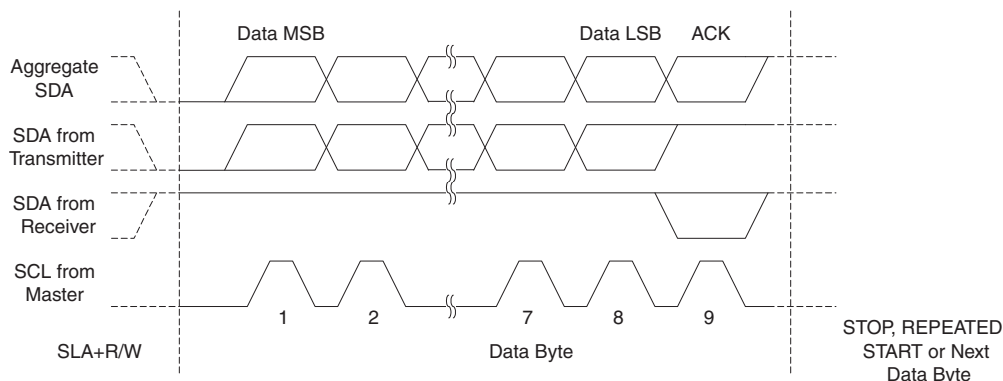 Data MSB
Data LSB
ACK
Aggregate
SDA
SDA from
Transmitter
SDA from
Receiver
SCL from
Master
1
2
7
8
9
SLA+R/W
Data Byte
STOP, REPEATED
START or Next
Data Byte